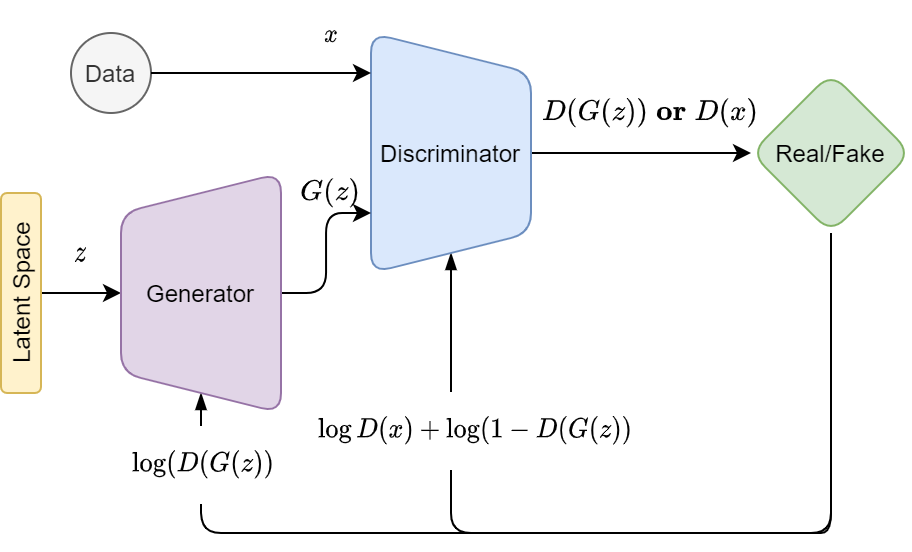 x
Data
D(G(z)) or D(x)
Discriminator
Real/Fake
G(z)
z
Latent Space
Generator
log D(x) + log(1 − D(G(z))
log(D(G(z))